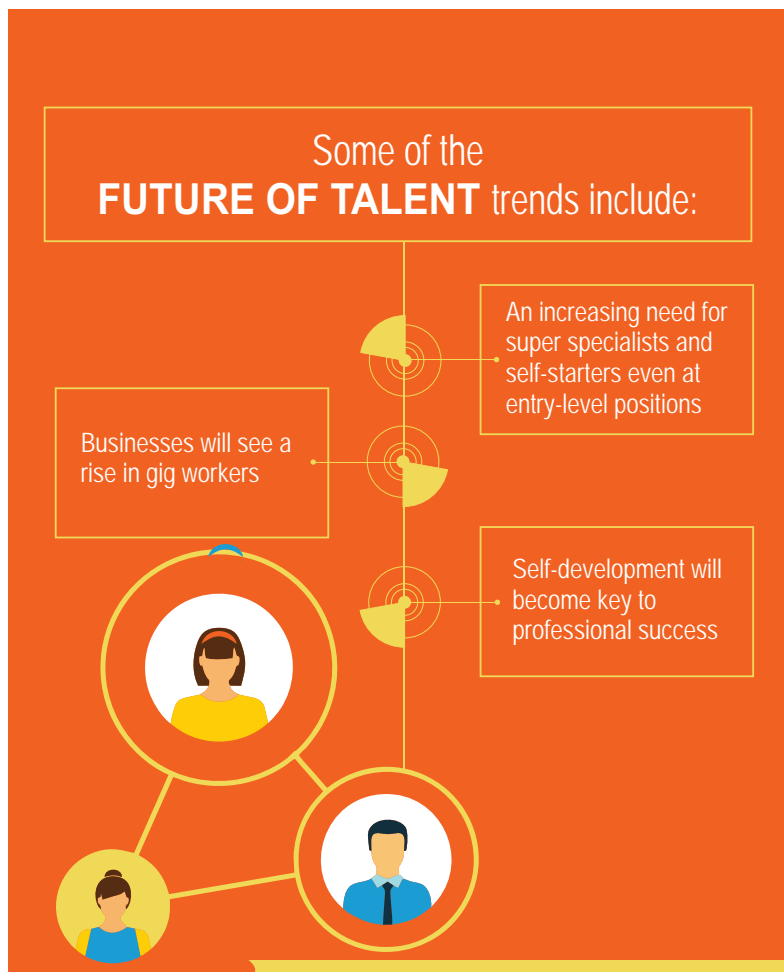 Some of the
FUTURE OF TALENT trends include:
An increasing need for
super specialists and
self-starters even at
entry-level positions
Businesses will see a
rise in gig workers
Self-development will
become key to
professional success